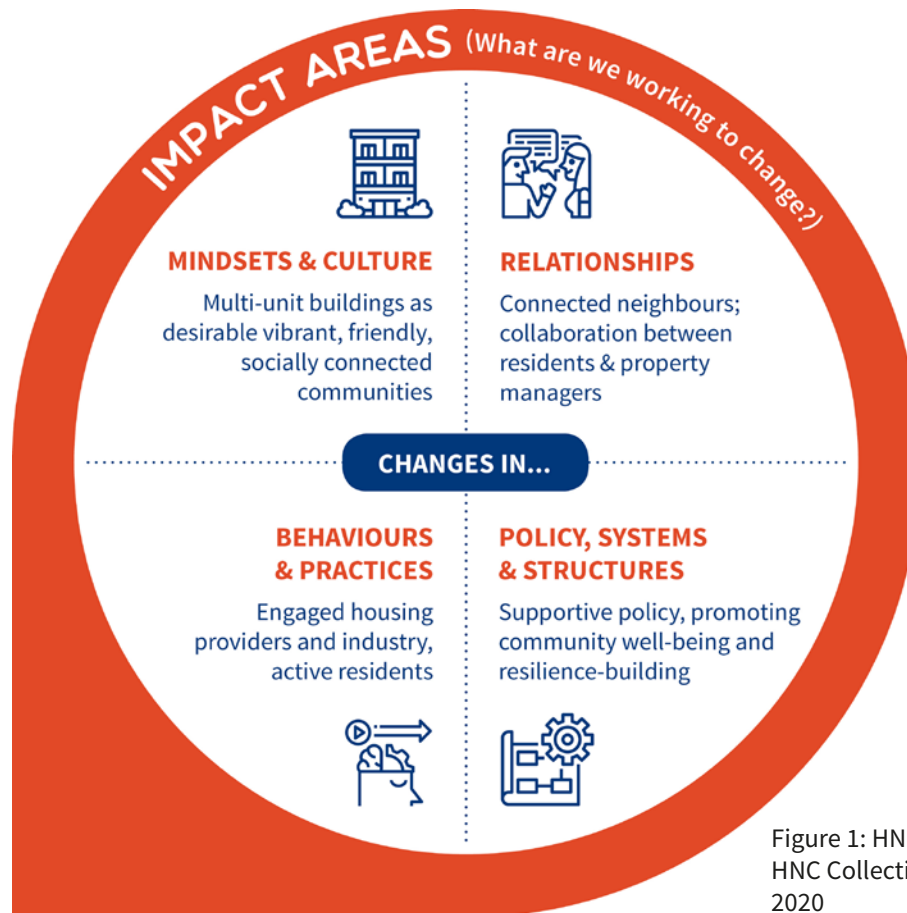 IMPACT AREAS (What are we working to change?)
MINDSETS & CULTURE
Multi-unit buildings as
desirable vibrant, friendly,
socially connected
communities
RELATIONSHIPS
Connected neighbours;
collaboration between
residents & property
managers
CHANGES IN...
BEHAVIOURS
& PRACTICES
Engaged housing
providers and industry,
active residents
POLICY, SYSTEMS
& STRUCTURES
Supportive policy, promoting
community well-being and
resilience-building
Figure 1: HN
HNC Collecti
2020